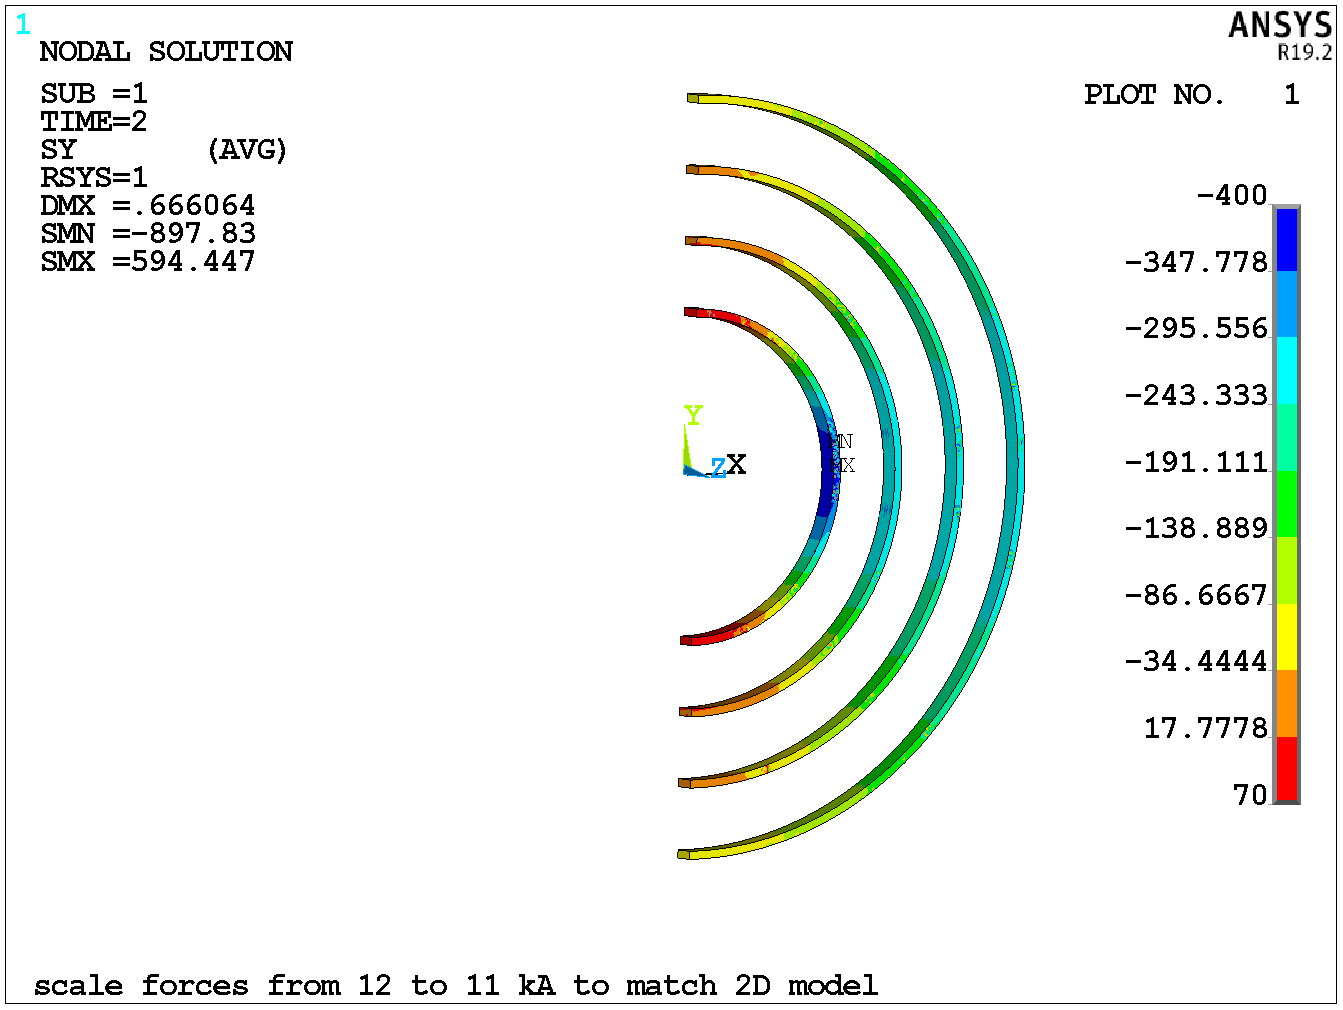 1
NODAL SOLUTION
SUB =1
TIME=2
SY (AVG)
RSYS=1
DMX =.666064
SMN =-897.83
SMX =594.447
ANSYS
R19.2
PLOT NO. 1
-400
-347.778
-295.556
-243.333
-191.111
-138.889
-86.6667
-34.4444
17.7778
70
Y
Z X
N
X
scale forces from 12 to 11 kA to match 2D model